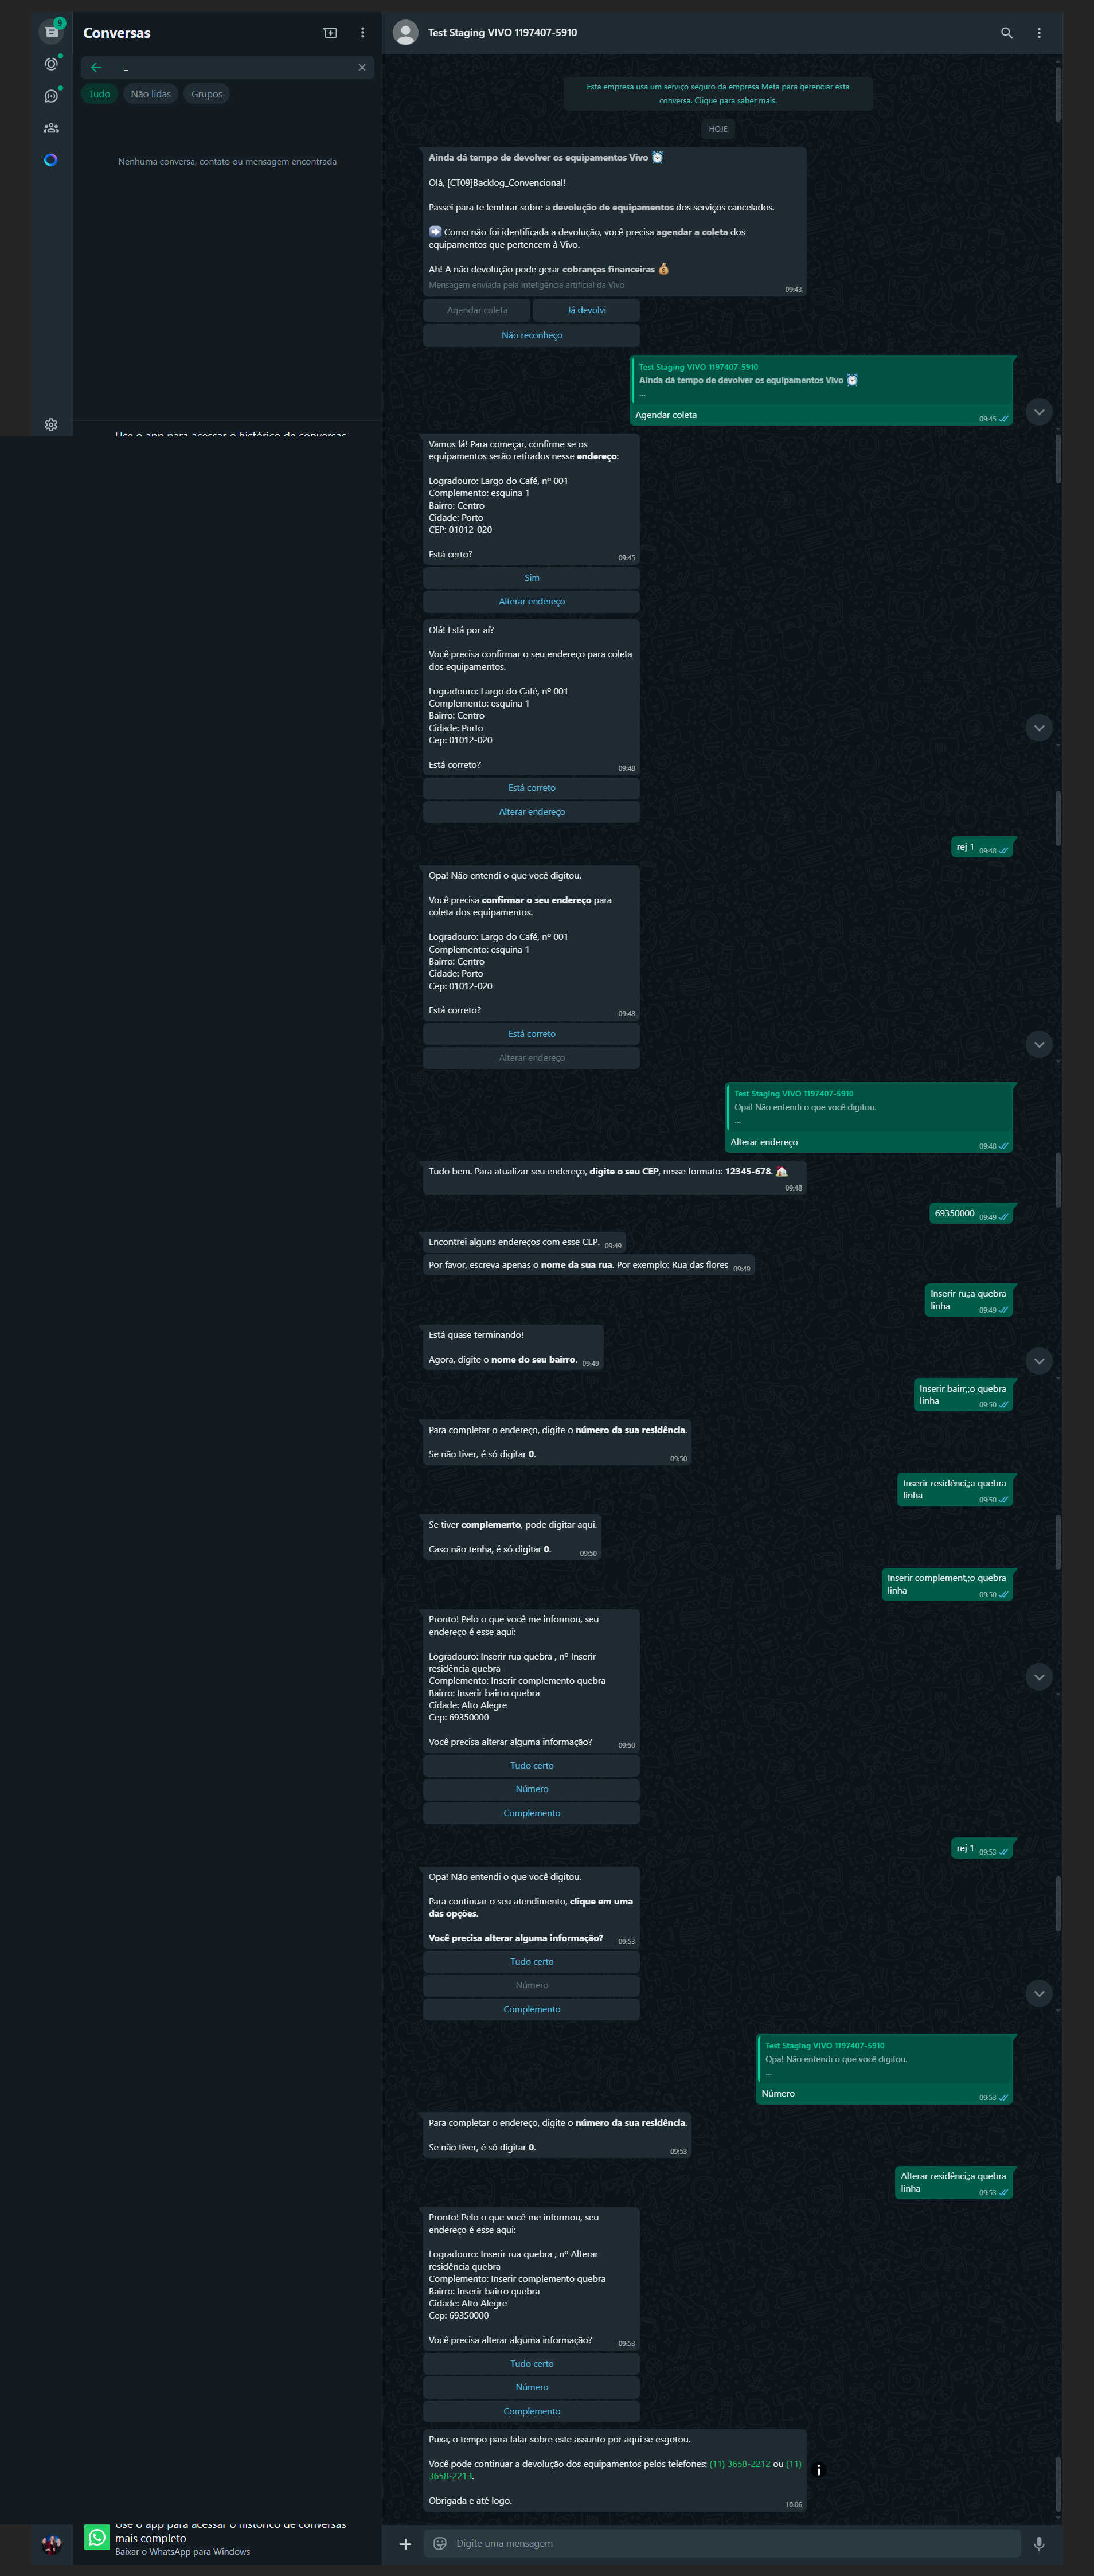 9
Conversas
=
Tudo
Não lidas
Grupos
Nenhuma conversa, contato ou mensagem encontrada
Test Staging VIVO 1197407-5910
Esta empresa usa um serviço seguro da empresa Meta para gerenciar esta
conversa. Clique para saber mais.
HOJE
Ainda dá tempo de devolver os equipamentos Vivo ⏰
Olá, [CT09]Backlog_Convencional!
Passei para te lembrar sobre a devolução de equipamentos dos serviços cancelados.
➡️ Como não foi identificada a devolução, você precisa agendar a coleta dos
equipamentos que pertencem à Vivo.
Ah! A não devolução pode gerar cobranças financeiras 💰
Mensagem enviada pela inteligência artificial da Vivo
09:43
Agendar coleta
Já devolvi
Não reconheço
Test Staging VIVO 1197407-5910
Ainda dá tempo de devolver os equipamentos Vivo ⏰
...
Agendar coleta
09:45
Vamos lá! Para começar, confirme se os
equipamentos serão retirados nesse endereço:
Logradouro: Largo do Café, nº 001
Complemento: esquina 1
Bairro: Centro
Cidade: Porto
CEP: 01012-020
Está certo?
09:45
Sim
Alterar endereço
Olá! Está por aí?
Você precisa confirmar o seu endereço para coleta
dos equipamentos.
Logradouro: Largo do Café, nº 001
Complemento: esquina 1
Bairro: Centro
Cidade: Porto
Cep: 01012-020
Está correto?
09:48
Está correto
Alterar endereço
rej 1
09:48
Opa! Não entendi o que você digitou.
Você precisa confirmar o seu endereço para
coleta dos equipamentos.
Logradouro: Largo do Café, nº 001
Complemento: esquina 1
Bairro: Centro
Cidade: Porto
Cep: 01012-020
Está correto?
09:48
Está correto
Alterar endereço
Test Staging VIVO 1197407-5910
Opa! Não entendi o que você digitou.
...
Alterar endereço
09:48
Tudo bem. Para atualizar seu endereço, digite o seu CEP, nesse formato: 12345-678. 🏠
09:48
69350000
09:49
Encontrei alguns endereços com esse CEP.
09:49
Por favor, escreva apenas o nome da sua rua. Por exemplo: Rua das flores
09:49
Inserir ru,;a quebra
linha
09:49
Está quase terminando!
Agora, digite o nome do seu bairro.
09:49
Inserir bairr,;o quebra
linha
09:50
Para completar o endereço, digite o número da sua residência.
Se não tiver, é só digitar 0.
09:50
Inserir residênci,;a quebra
linha
09:50
Se tiver complemento, pode digitar aqui.
Caso não tenha, é só digitar 0.
09:50
Inserir complement,;o quebra
linha
09:50
Pronto! Pelo o que você me informou, seu
endereço é esse aqui:
Logradouro: Inserir rua quebra , nº Inserir
residência quebra
Complemento: Inserir complemento quebra
Bairro: Inserir bairro quebra
Cidade: Alto Alegre
Cep: 69350000
Você precisa alterar alguma informação?
09:50
Tudo certo
Número
Complemento
rej 1
09:53
Opa! Não entendi o que você digitou.
Para continuar o seu atendimento, clique em uma
das opções.
Você precisa alterar alguma informação?
09:53
Tudo certo
Número
Complemento
Test Staging VIVO 1197407-5910
Opa! Não entendi o que você digitou.
...
Número
09:53
Para completar o endereço, digite o número da sua residência.
Se não tiver, é só digitar 0.
09:53
Alterar residênci,;a quebra
linha
09:53
Pronto! Pelo o que você me informou, seu
endereço é esse aqui:
Logradouro: Inserir rua quebra , nº Alterar
residência quebra
Complemento: Inserir complemento quebra
Bairro: Inserir bairro quebra
Cidade: Alto Alegre
Cep: 69350000
Você precisa alterar alguma informação?
09:53
Tudo certo
Número
Complemento
Puxa, o tempo para falar sobre este assunto por aqui se esgotou.
Você pode continuar a devolução dos equipamentos pelos telefones: (11) 3658-2212 ou (11)
3658-2213.
Obrigada e até logo.
10:06
Use o app para acessar o histórico de conversas
mais completo
Baixar o WhatsApp para Windows
Digite uma mensagem